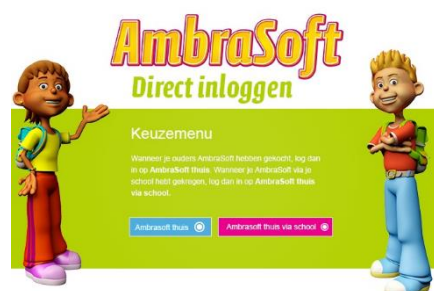 AmbraSoft
Direct inloggen
Keuzemenu
Wanneer je ouders AmbraSoft hebben gekocht, log dan
in op AmbraSoft thuis. Wanneer je AmbraSoft via je
school hebt gekregen, log dan in op AmbraSoft thuis
via school.
Ambrasoft thuis
Ambrasoft thuis via school